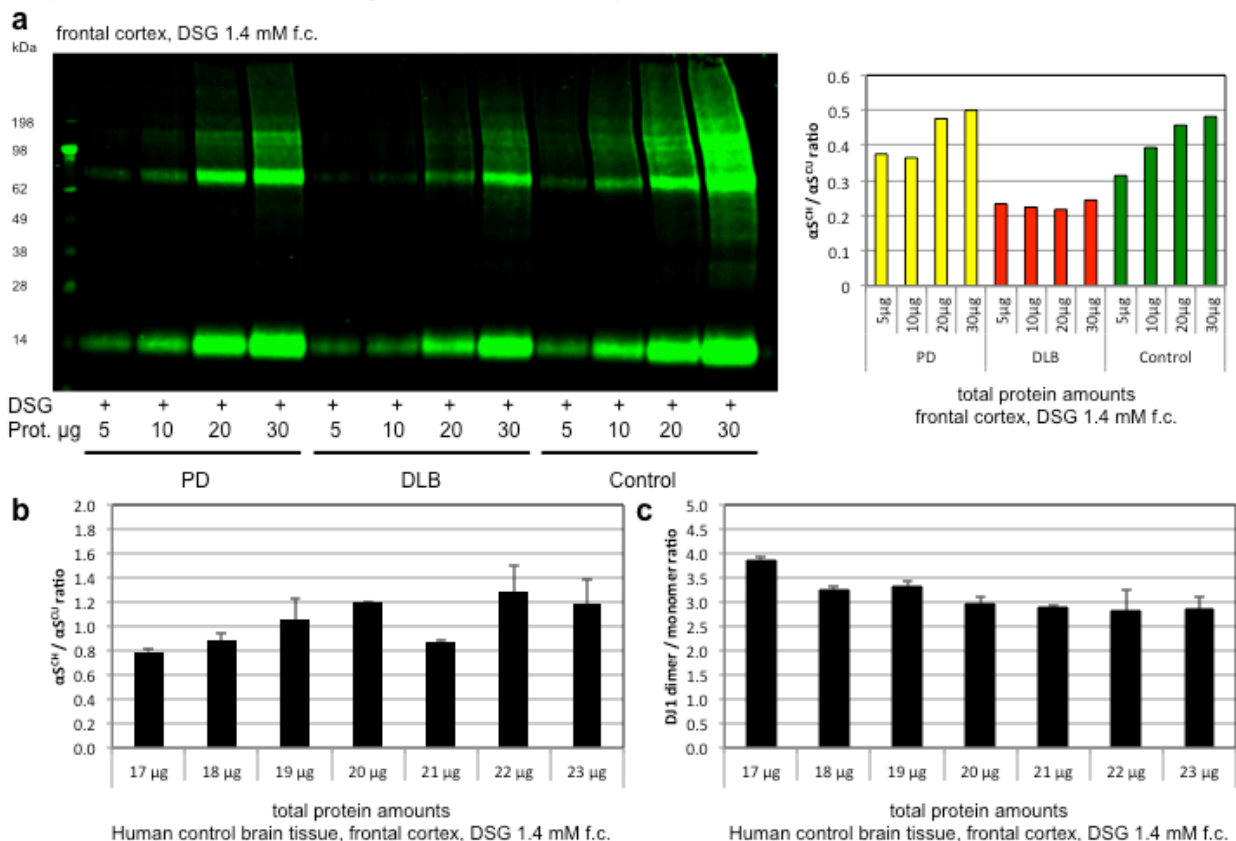 a
frontal cortex, DSG 1.4 mM f.c.
kDa
198
98
62
49
38
28
14
DSG + + + + + + + + + + + +
Prot. µg 5 10 20 30 5 10 20 30 5 10 20 30
PD DLB Control
αS^CH / αS^CU ratio
0.6
0.5
0.4
0.3
0.2
0.1
0
5µg 10µg 20µg 30µg 5µg 10µg 20µg 30µg 5µg 10µg 20µg 30µg
PD DLB Control
total protein amounts
frontal cortex, DSG 1.4 mM f.c.
b
αS^CH / αS^CU ratio
2.0
1.8
1.6
1.4
1.2
1.0
0.8
0.6
0.4
0.2
0.0
17 µg 18 µg 19 µg 20 µg 21 µg 22 µg 23 µg
total protein amounts
Human control brain tissue, frontal cortex, DSG 1.4 mM f.c.
c
DJ1 dimer / monomer ratio
5.0
4.5
4.0
3.5
3.0
2.5
2.0
1.5
1.0
0.5
0.0
17 µg 18 µg 19 µg 20 µg 21 µg 22 µg 23 µg
total protein amounts
Human control brain tissue, frontal cortex, DSG 1.4 mM f.c.